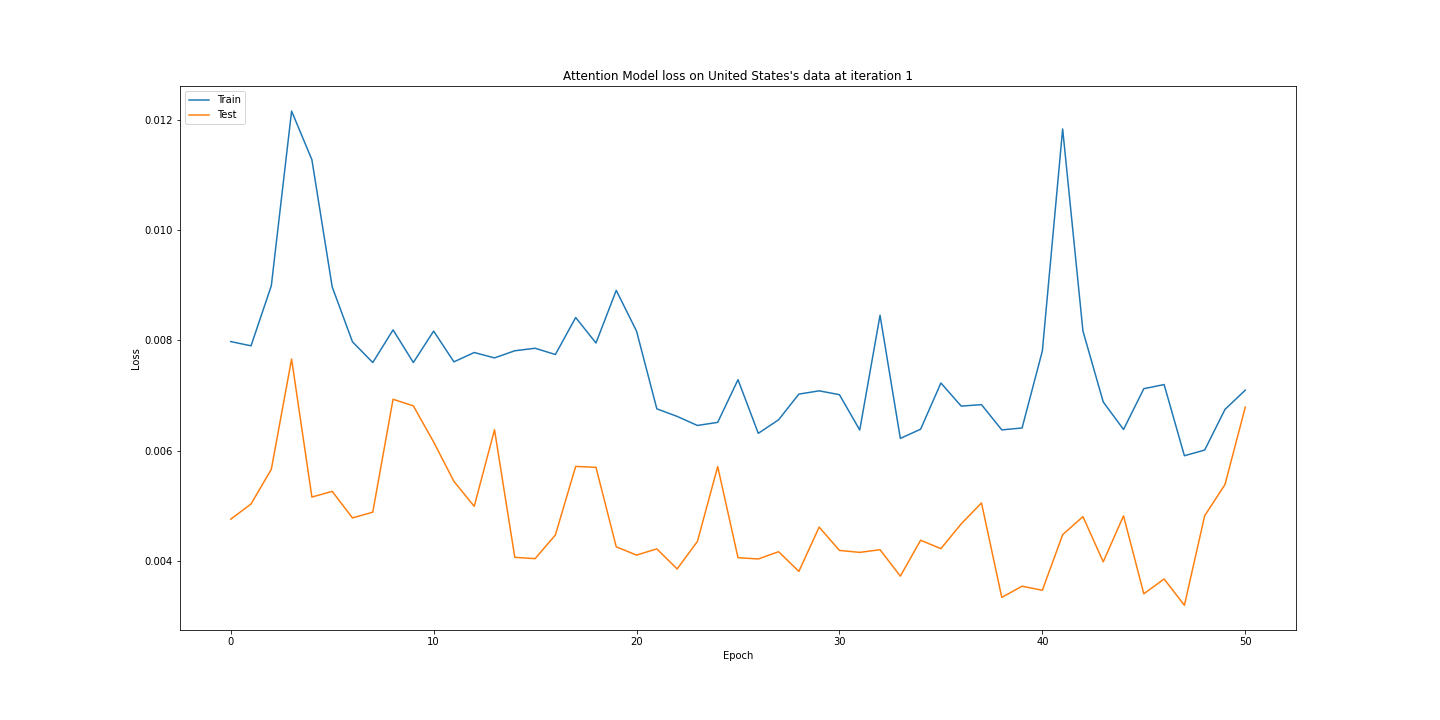 Attention Model loss on United States's data at iteration 1
Train
Test
0.012
0.010
0.008
0.006
0.004
Loss
0 10 20 30 40 50
Epoch